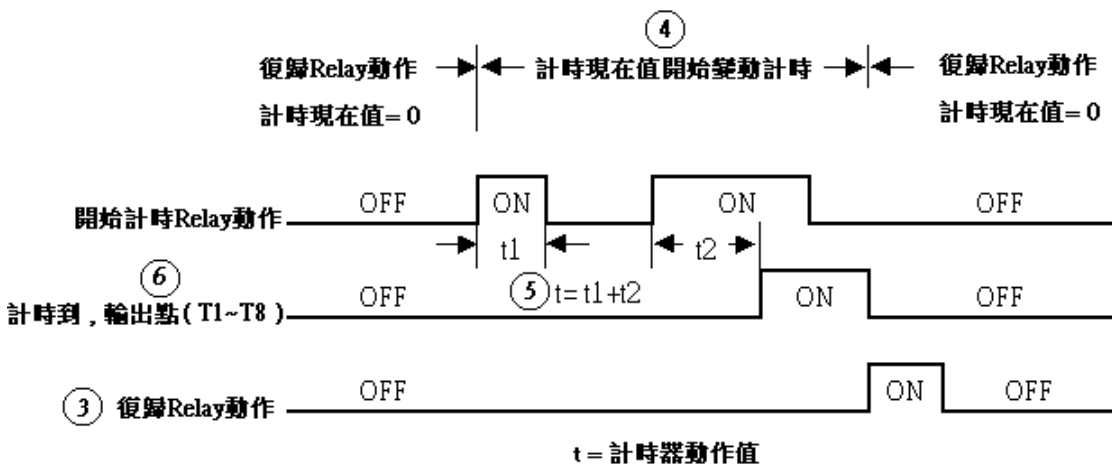 ④
復歸Relay動作 計時現在值開始變動計時 復歸Relay動作
計時現在值= 0 計時現在值= 0
OFF ON ON OFF
開始計時Relay動作
t1 t2
⑥ ⑤ t= t1+t2
OFF ON OFF
計時到 , 輸出點( T1~T8 )
OFF ON OFF
③ 復歸Relay動作
t = 計時器動作值